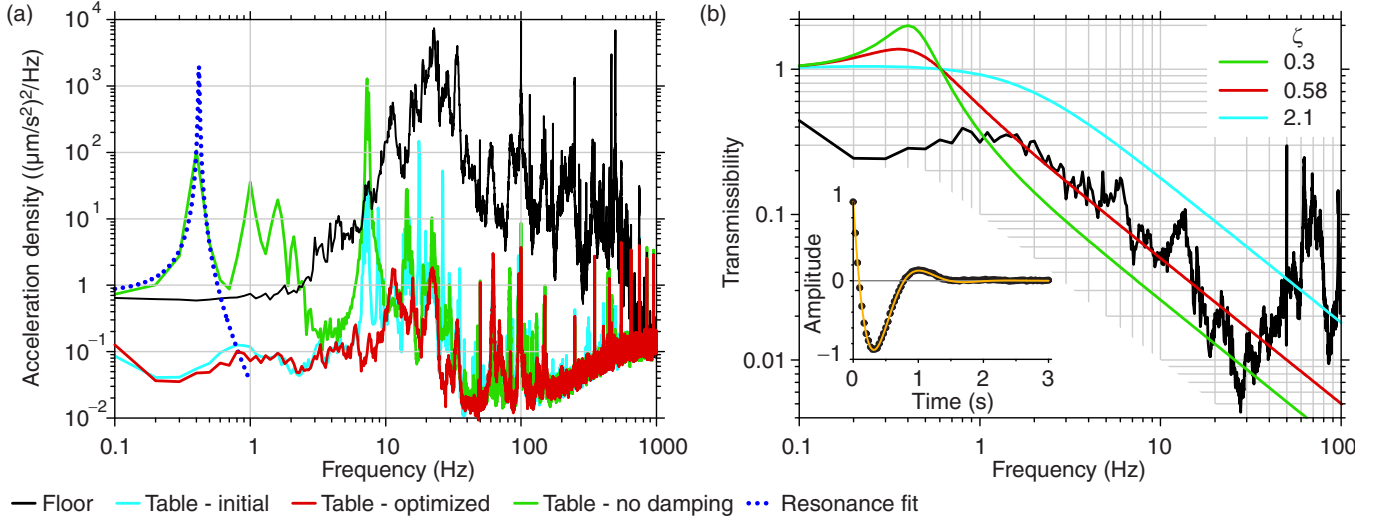 (a)
Acceleration density ((μm/s²)²/Hz)
10⁴
10³
10²
10¹
1
10⁻¹
10⁻²
0.1 1 10 100 1000
Frequency (Hz)
(b)
Transmissibility
1
0.1
0.01
0.1 1 10 100
Frequency (Hz)
ζ
0.3
0.58
2.1
Amplitude
1
0
−1
0 1 2 3
Time (s)
Floor Table - initial Table - optimized Table - no damping Resonance fit